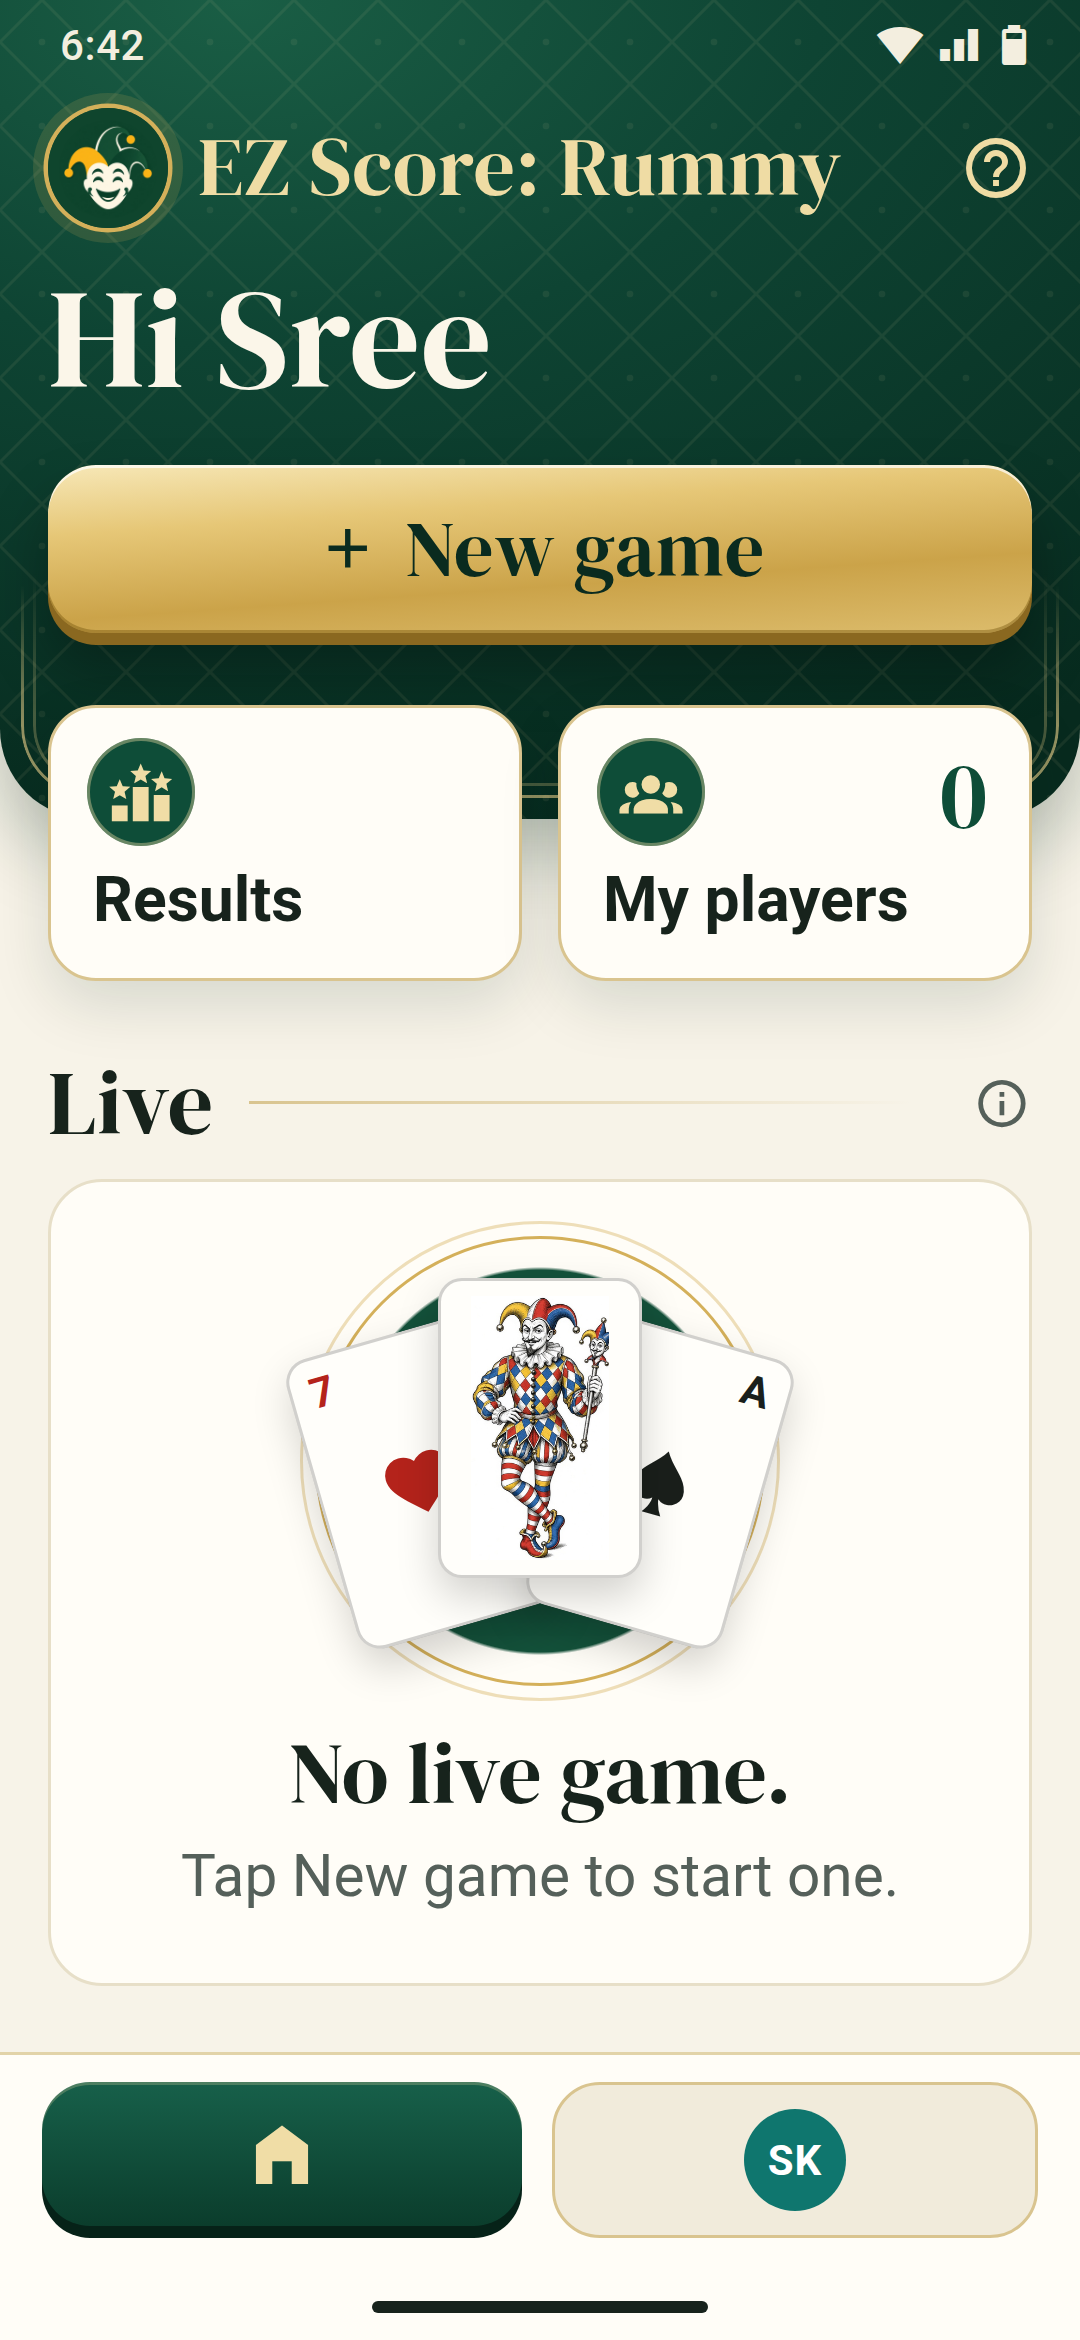 6:42
EZ Score: Rummy
Hi Sree
+ New game
0
Results
My players
Live
7
A
No live game.
Tap New game to start one.
SK